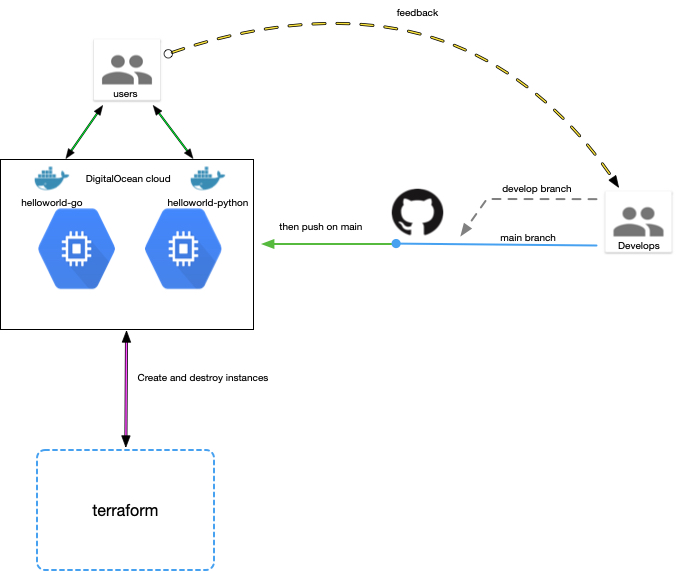 feedback
users
DigitalOcean cloud
helloworld-go
helloworld-python
develop branch
then push on main
main branch
Develops
Create and destroy instances
terraform